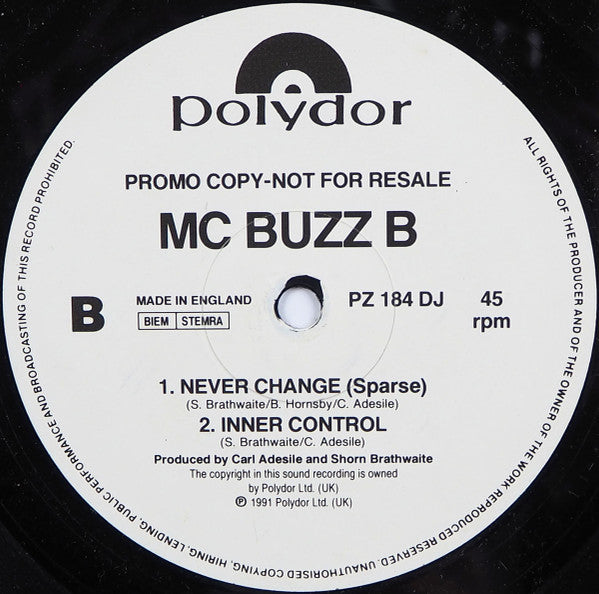 polydor
PROMO COPY-NOT FOR RESALE
MC BUZZ B
B
MADE IN ENGLAND
BIEM STEMRA
PZ 184 DJ
45
rpm
1. NEVER CHANGE (Sparse)
(S. Brathwaite/B. Hornsby/C. Adesile)
2. INNER CONTROL
(S. Brathwaite/C. Adesile)
Produced by Carl Adesile and Shorn Brathwaite
The copyright in this sound recording is owned
by Polydor Ltd. (UK)
℗ 1991 Polydor Ltd. (UK)
ALL RIGHTS OF THE PRODUCER AND OF THE OWNER OF THE WORK REPRODUCED RESERVED. UNAUTHORISED COPYING, HIRING, LENDING, PUBLIC PERFORMANCE AND BROADCASTING OF THIS RECORD PROHIBITED.